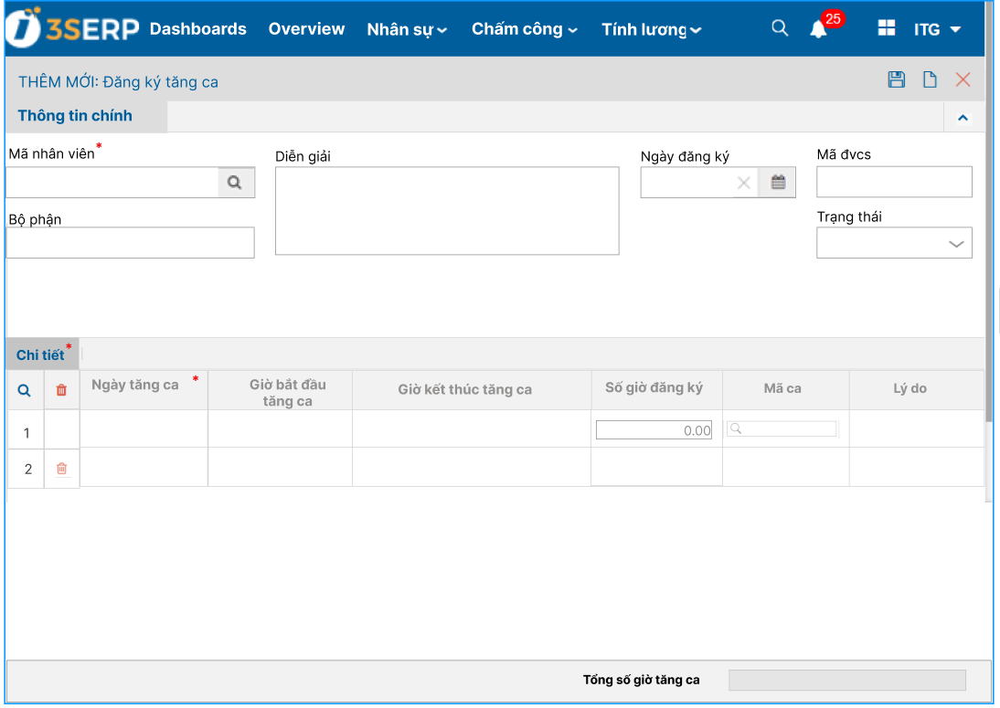 3SERP Dashboards Overview Nhân sự Chấm công Tính lương 25 ITG
THÊM MỚI: Đăng ký tăng ca
Thông tin chính
Mã nhân viên* Diễn giải Ngày đăng ký Mã đvcs
Bộ phận Trạng thái
Chi tiết*
Ngày tăng ca * Giờ bắt đầu tăng ca Giờ kết thúc tăng ca Số giờ đăng ký Mã ca Lý do
1 0.00
2
Tổng số giờ tăng ca